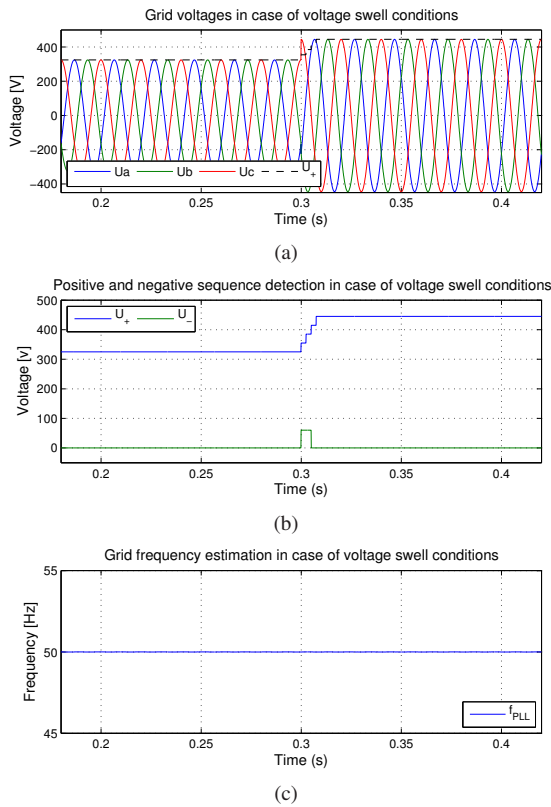 Grid voltages in case of voltage swell conditions
400
200
0
−200
−400
Voltage [V]
Ua Ub Uc U+
0.2 0.25 0.3 0.35 0.4
Time (s)
(a)
Positive and negative sequence detection in case of voltage swell conditions
500
400
300
200
100
0
Voltage [v]
U+ U−
0.2 0.25 0.3 0.35 0.4
Time (s)
(b)
Grid frequency estimation in case of voltage swell conditions
55
50
45
Frequency [Hz]
fPLL
0.2 0.25 0.3 0.35 0.4
Time (s)
(c)